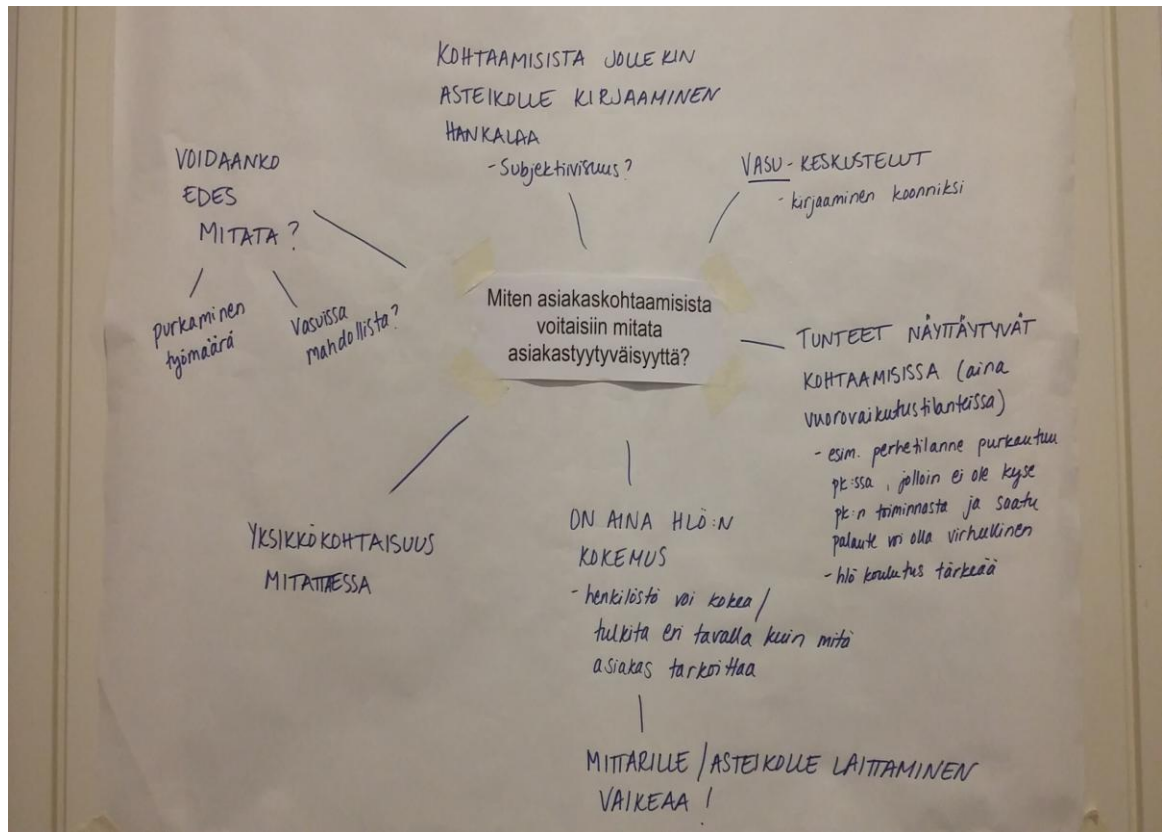 KOHTAAMISISTA JOLLEKIN
ASTEIKOLLE KIRJAAMINEN
HANKALAA
- Subjektiivisuus?
VOIDAANKO
EDES
MITATA?
purkaminen
työmäärä
Vasuissa
mahdollista?
VASU-KESKUSTELUT
- kirjaaminen koonniksi
Miten asiakaskohtaamisista
voitaisiin mitata
asiakastyytyväisyyttä?
TUNTEET NÄYTTÄYTYVÄT
KOHTAAMISISSA (aina
vuorovaikutustilanteissa)
- esim. perhetilanne purkautuu
pk:ssa, jolloin ei ole kyse
pk:n toiminnasta ja saatu
palaute voi olla virheellinen
- hlö koulutus tärkeää
YKSIKKÖKOHTAISUUS
MITATTAESSA
ON AINA HLÖ:N
KOKEMUS
- henkilöstö voi kokea/
tulkita eri tavalla kuin mitä
asiakas tarkoittaa
MITTARILLE/ASTEIKOLLE LAITTAMINEN
VAIKEAA!